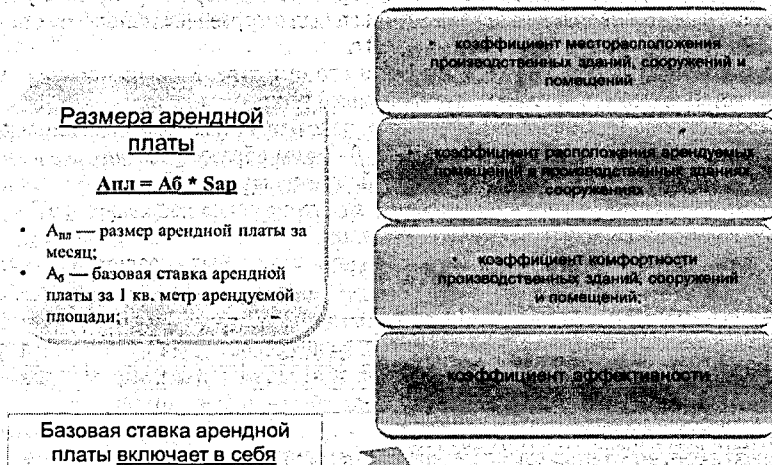 Размера арендной
платы
Апл = Аб * Sар
• Апл — размер арендной платы за
месяц;
• Аб — базовая ставка арендной
платы за 1 кв. метр арендуемой
площади;
Базовая ставка арендной
платы включает в себя
• коэффициент месторасположения
производственных зданий, сооружений и
помещений
• коэффициент расположения арендуемых
помещений в производственных зданиях,
сооружениях
• коэффициент комфортности
производственных зданий, сооружений
и помещений;
• коэффициент эффективности